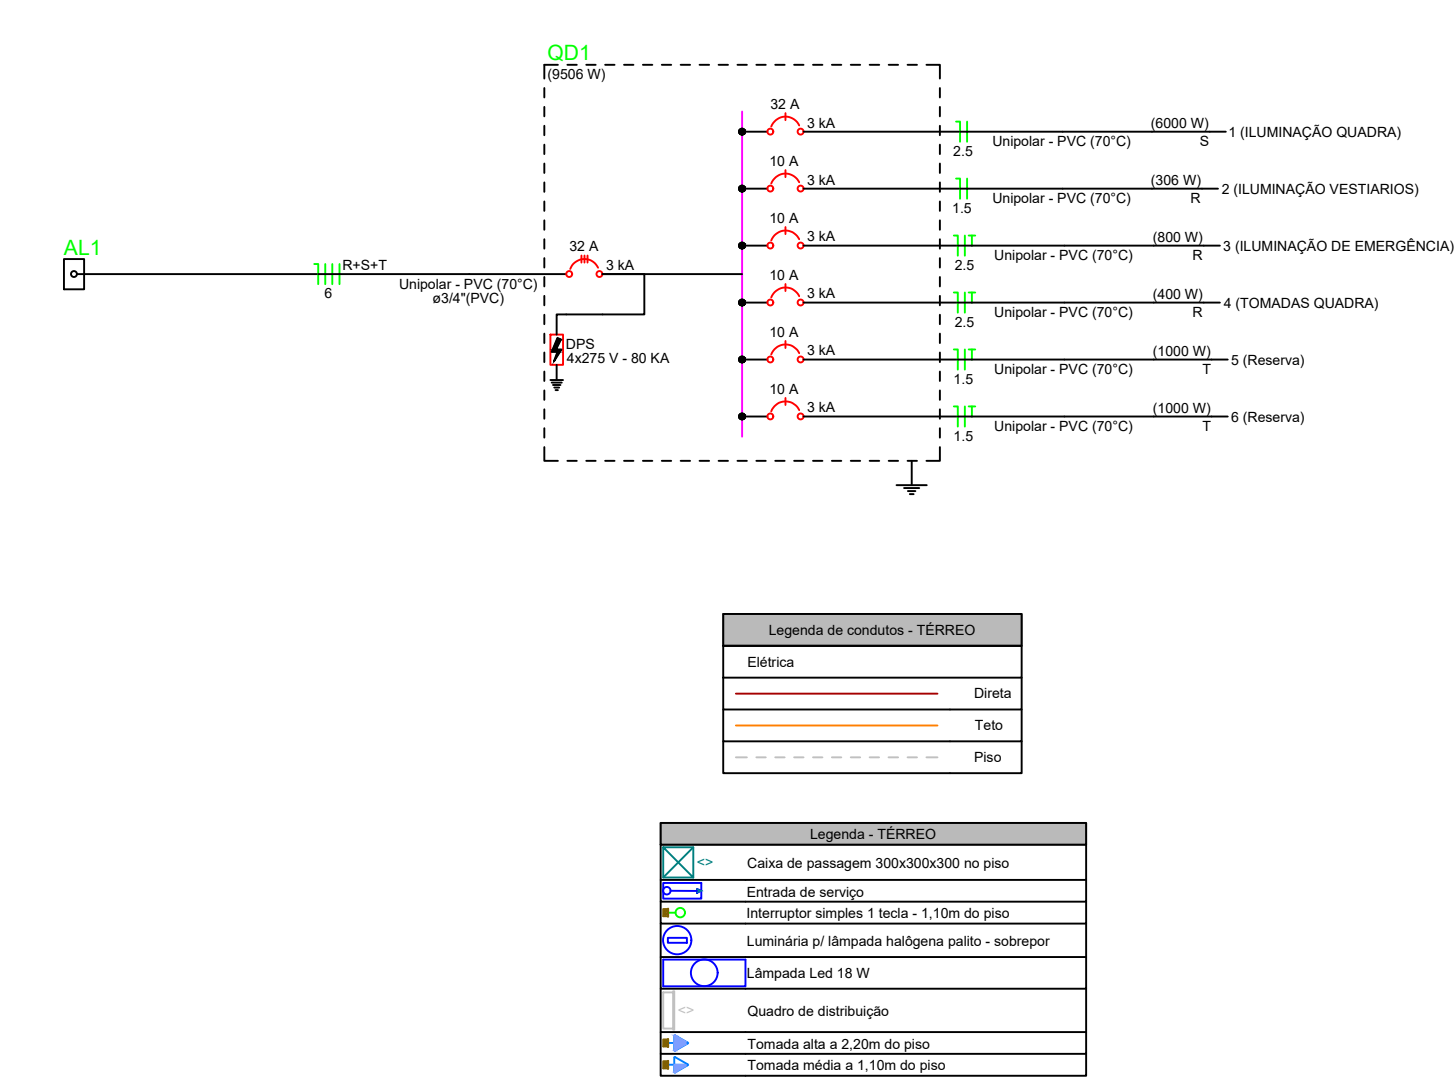 QD1
(9506 W)
32 A
3 kA
2.5
Unipolar - PVC (70°C)
(6000 W)
S
1 (ILUMINAÇÃO QUADRA)
10 A
3 kA
1.5
Unipolar - PVC (70°C)
(306 W)
R
2 (ILUMINAÇÃO VESTIARIOS)
10 A
3 kA
2.5
Unipolar - PVC (70°C)
(800 W)
R
3 (ILUMINAÇÃO DE EMERGÊNCIA)
AL1
R+S+T
6
Unipolar - PVC (70°C)
ø3/4"(PVC)
32 A
3 kA
10 A
3 kA
2.5
Unipolar - PVC (70°C)
(400 W)
R
4 (TOMADAS QUADRA)
DPS
4x275 V - 80 KA
10 A
3 kA
1.5
Unipolar - PVC (70°C)
(1000 W)
T
5 (Reserva)
10 A
3 kA
1.5
Unipolar - PVC (70°C)
(1000 W)
T
6 (Reserva)
Legenda de condutos - TÉRREO
Elétrica
Direta
Teto
Piso
Legenda - TÉRREO
<> Caixa de passagem 300x300x300 no piso
Entrada de serviço
Interruptor simples 1 tecla - 1,10m do piso
Luminária p/ lâmpada halôgena palito - sobrepor
Lâmpada Led 18 W
<> Quadro de distribuição
Tomada alta a 2,20m do piso
Tomada média a 1,10m do piso